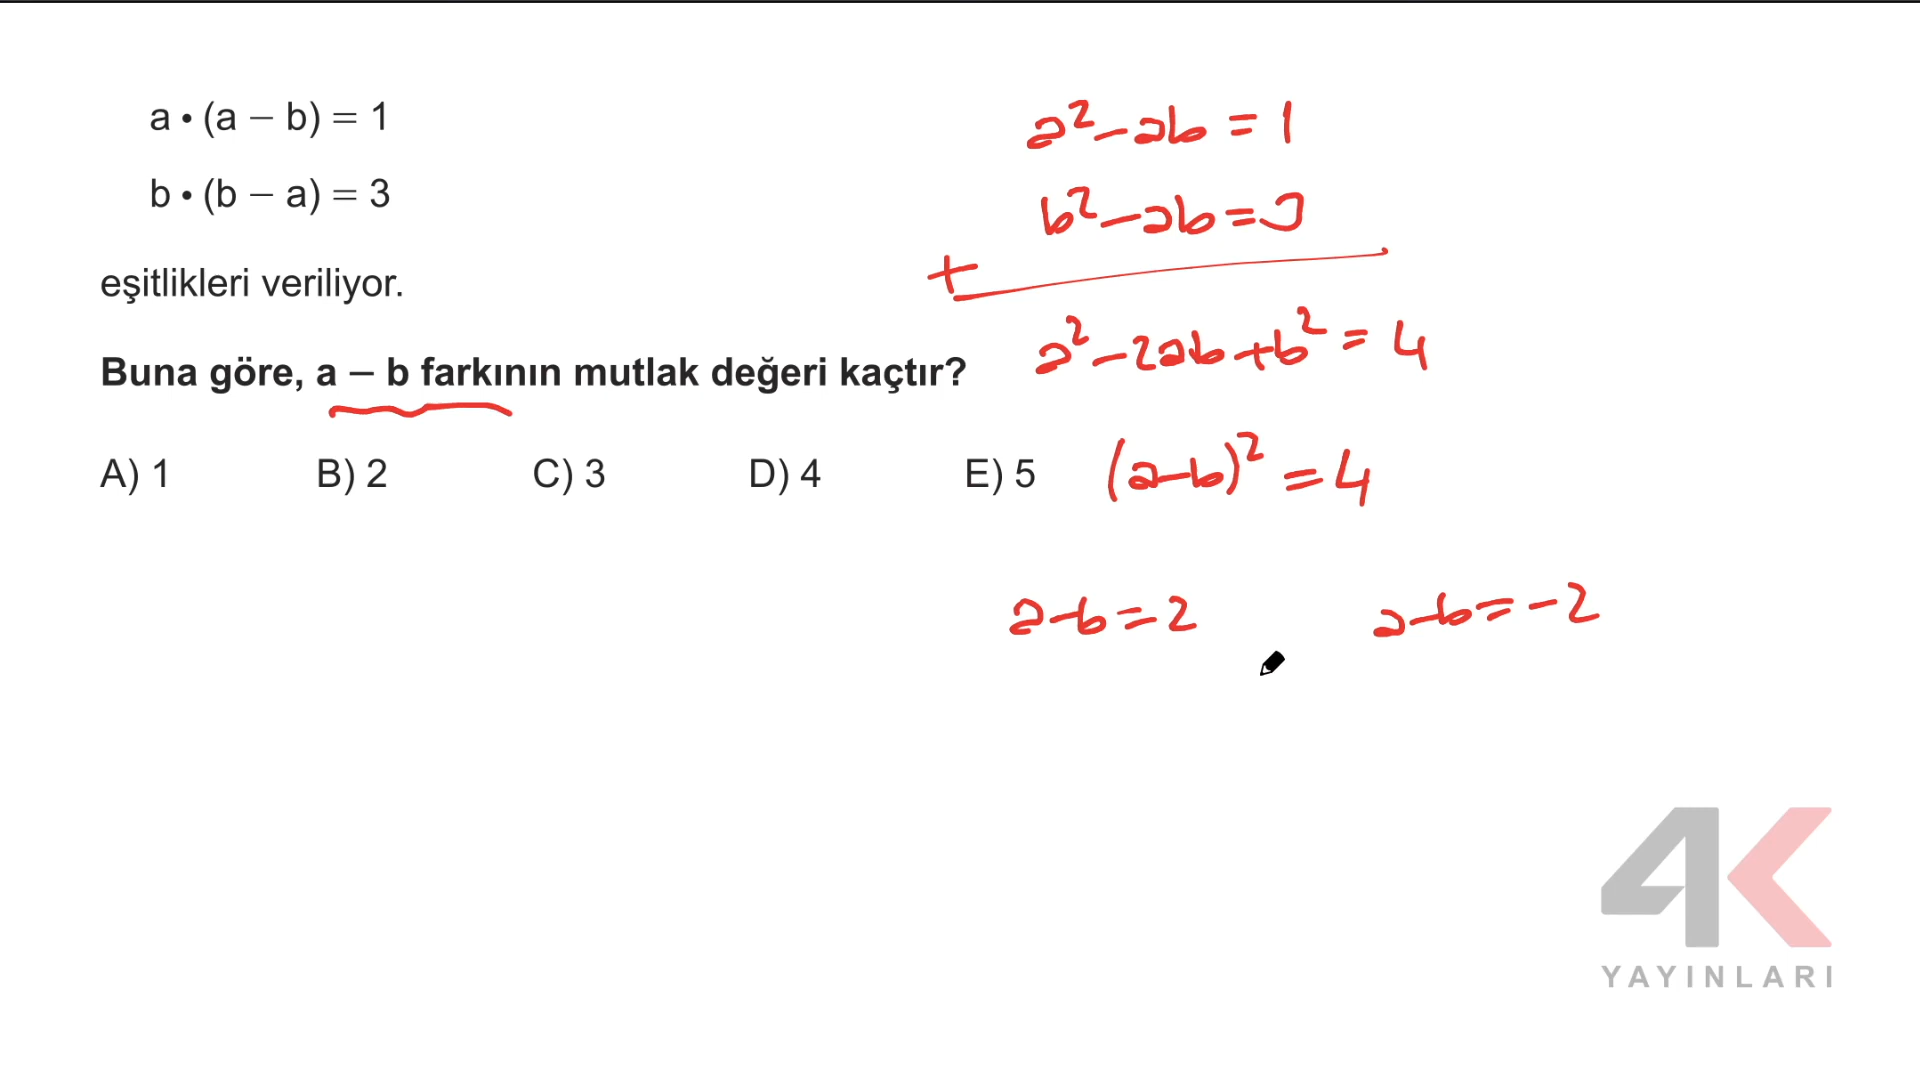 a • (a – b) = 1
b • (b – a) = 3
eşitlikleri veriliyor.
Buna göre, a – b farkının mutlak değeri kaçtır?
A) 1 B) 2 C) 3 D) 4 E) 5
a² – ab = 1
b² – ab = 3
+
a² – 2ab + b² = 4
(a–b)² = 4
a–b = 2 a–b = –2
4K
YAYINLARI